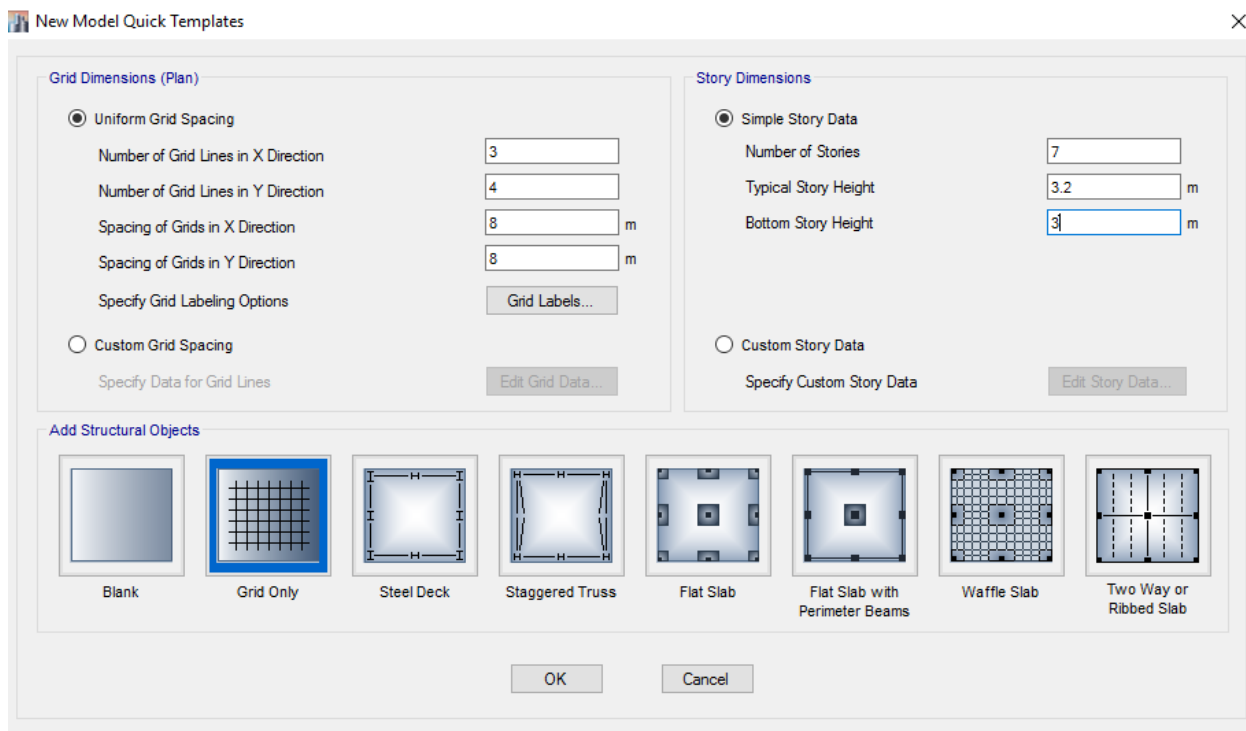 New Model Quick Templates
Grid Dimensions (Plan)
Uniform Grid Spacing
Number of Grid Lines in X Direction 3
Number of Grid Lines in Y Direction 4
Spacing of Grids in X Direction 8 m
Spacing of Grids in Y Direction 8 m
Specify Grid Labeling Options Grid Labels...
Custom Grid Spacing
Specify Data for Grid Lines Edit Grid Data...
Story Dimensions
Simple Story Data
Number of Stories 7
Typical Story Height 3.2 m
Bottom Story Height 3 m
Custom Story Data
Specify Custom Story Data Edit Story Data...
Add Structural Objects
Blank
Grid Only
Steel Deck
Staggered Truss
Flat Slab
Flat Slab with
Perimeter Beams
Waffle Slab
Two Way or
Ribbed Slab
OK Cancel